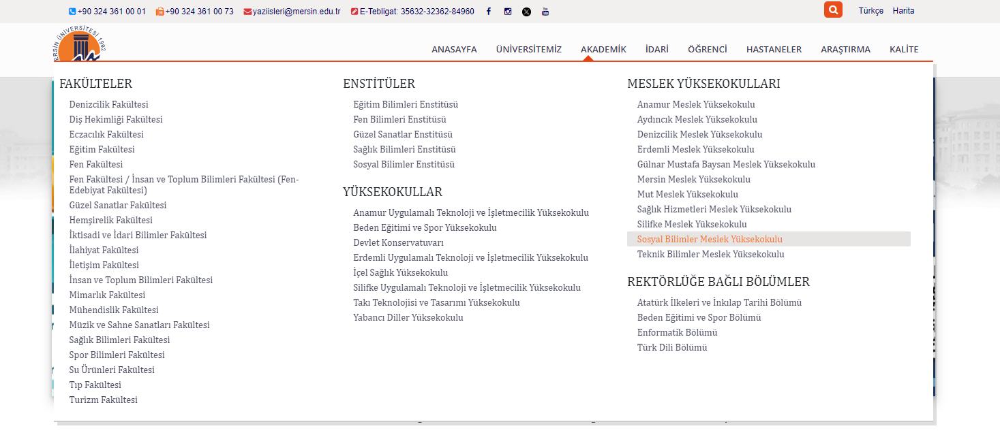 +90 324 361 00 01 +90 324 361 00 73 yaziisleri@mersin.edu.tr E-Tebligat: 35632-32362-84960
Türkçe Harita
MERSİN ÜNİVERSİTESİ 1992
ANASAYFA ÜNİVERSİTEMİZ AKADEMİK İDARİ ÖĞRENCİ HASTANELER ARAŞTIRMA KALİTE
FAKÜLTELER
Denizcilik Fakültesi
Diş Hekimliği Fakültesi
Eczacılık Fakültesi
Eğitim Fakültesi
Fen Fakültesi
Fen Fakültesi / İnsan ve Toplum Bilimleri Fakültesi (Fen-
Edebiyat Fakültesi)
Güzel Sanatlar Fakültesi
Hemşirelik Fakültesi
İktisadi ve İdari Bilimler Fakültesi
İlahiyat Fakültesi
İletişim Fakültesi
İnsan ve Toplum Bilimleri Fakültesi
Mimarlık Fakültesi
Mühendislik Fakültesi
Müzik ve Sahne Sanatları Fakültesi
Sağlık Bilimleri Fakültesi
Spor Bilimleri Fakültesi
Su Ürünleri Fakültesi
Tıp Fakültesi
Turizm Fakültesi
ENSTİTÜLER
Eğitim Bilimleri Enstitüsü
Fen Bilimleri Enstitüsü
Güzel Sanatlar Enstitüsü
Sağlık Bilimleri Enstitüsü
Sosyal Bilimler Enstitüsü
YÜKSEKOKULLAR
Anamur Uygulamalı Teknoloji ve İşletmecilik Yüksekokulu
Beden Eğitimi ve Spor Yüksekokulu
Devlet Konservatuvarı
Erdemli Uygulamalı Teknoloji ve İşletmecilik Yüksekokulu
İçel Sağlık Yüksekokulu
Silifke Uygulamalı Teknoloji ve İşletmecilik Yüksekokulu
Takı Teknolojisi ve Tasarımı Yüksekokulu
Yabancı Diller Yüksekokulu
MESLEK YÜKSEKOKULLARI
Anamur Meslek Yüksekokulu
Aydıncık Meslek Yüksekokulu
Denizcilik Meslek Yüksekokulu
Erdemli Meslek Yüksekokulu
Gülnar Mustafa Baysan Meslek Yüksekokulu
Mersin Meslek Yüksekokulu
Mut Meslek Yüksekokulu
Sağlık Hizmetleri Meslek Yüksekokulu
Silifke Meslek Yüksekokulu
Sosyal Bilimler Meslek Yüksekokulu
Teknik Bilimler Meslek Yüksekokulu
REKTÖRLÜĞE BAĞLI BÖLÜMLER
Atatürk İlkeleri ve İnkılap Tarihi Bölümü
Beden Eğitimi ve Spor Bölümü
Enformatik Bölümü
Türk Dili Bölümü